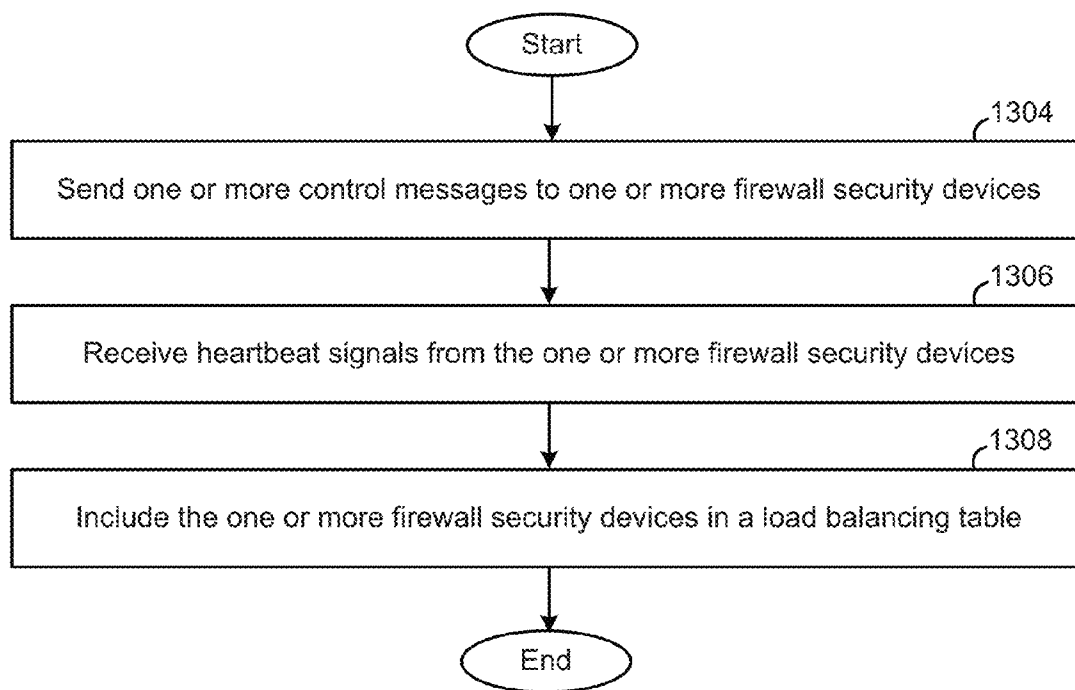 Start
1304
Send one or more control messages to one or more firewall security devices
1306
Receive heartbeat signals from the one or more firewall security devices
1308
Include the one or more firewall security devices in a load balancing table
End